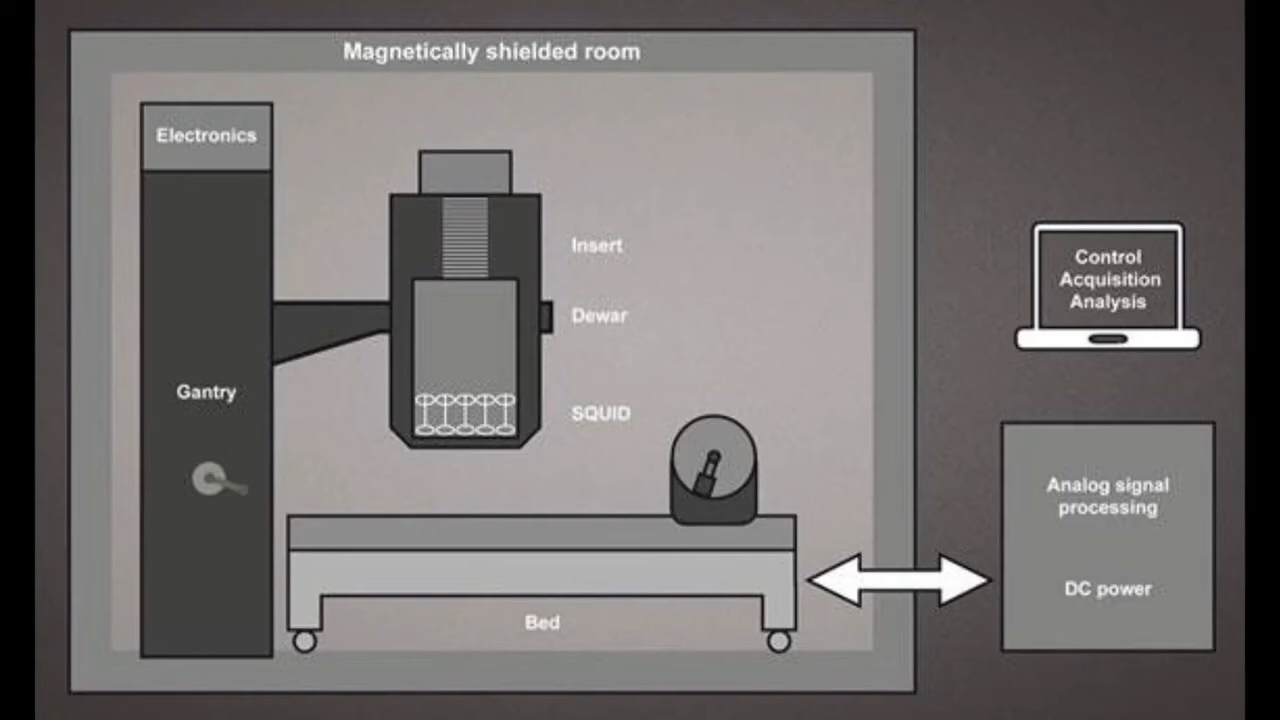 Magnetically shielded room
Electronics
Insert
Dewar
Gantry
SQUID
Bed
Control
Acquisition
Analysis
Analog signal
processing
DC power